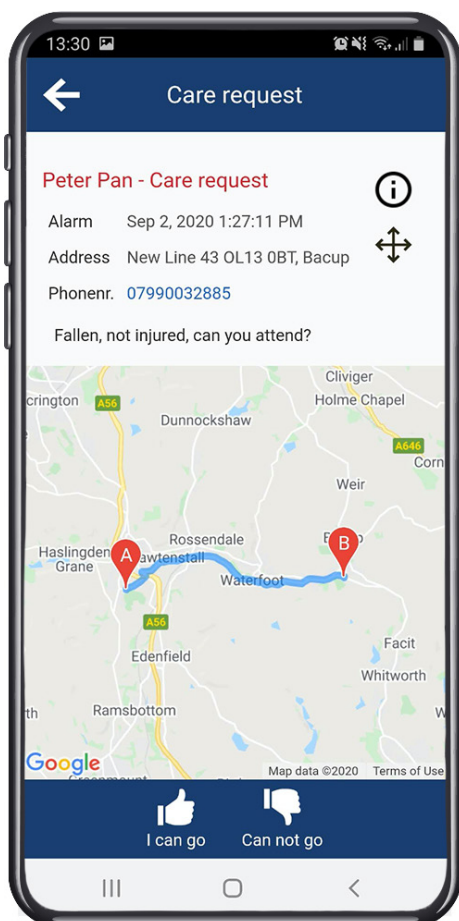 13:30
Care request
Peter Pan - Care request
Alarm Sep 2, 2020 1:27:11 PM
Address New Line 43 OL13 0BT, Bacup
Phonenr. 07990032885
Fallen, not injured, can you attend?
Cliviger
crington A56 Holme Chapel
Dunnockshaw
A646
Corn
Weir
Rossendale
Haslingden A awtenstall B
Grane
Waterfoot
A56
Edenfield
Facit
Whitworth
th Ramsbottom W
Google
Map data ©2020 Terms of Use
I can go Can not go